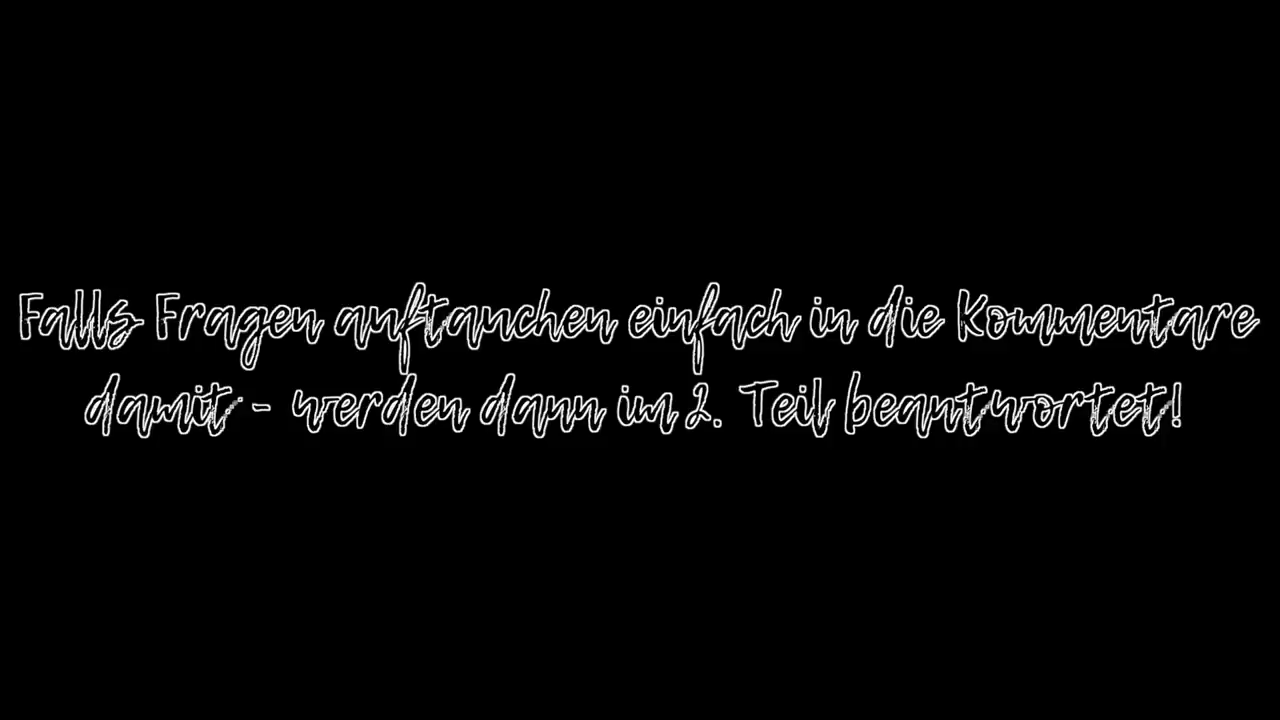 Falls Fragen auftauchen einfach in die Kommentare
damit - werden dann im 2. Teil beantwortet!